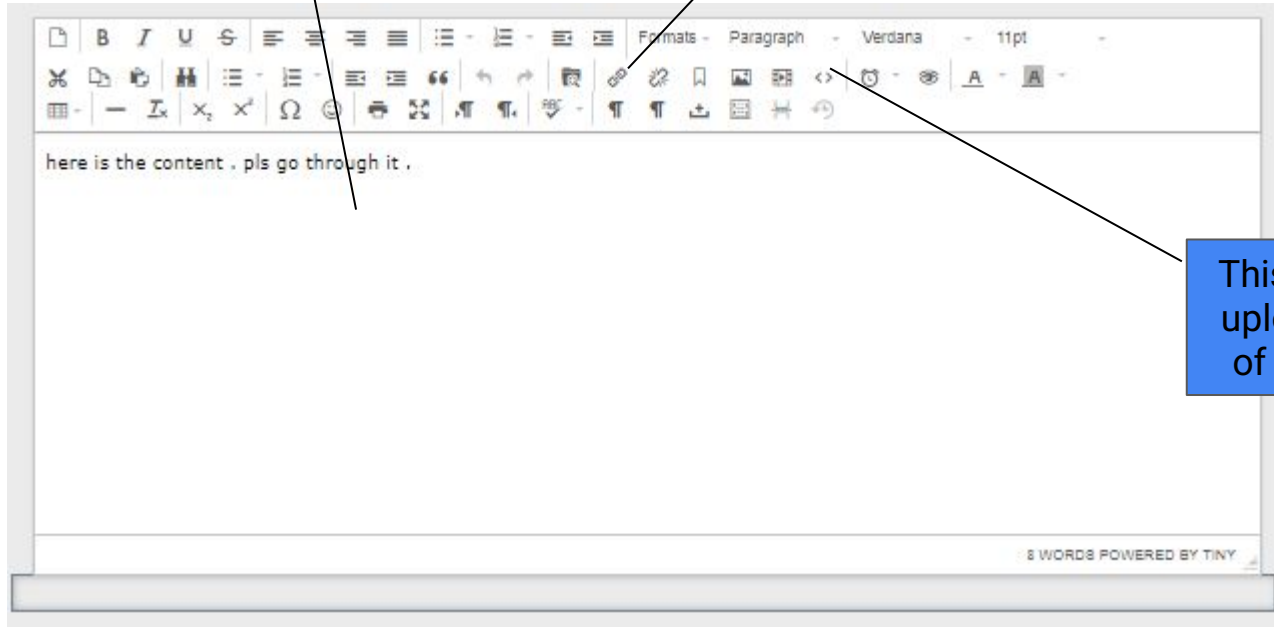 B I U S Formats Paragraph Verdana 11pt
A A
here is the content . pls go through it .
This
of
8 WORDS POWERED BY TINY